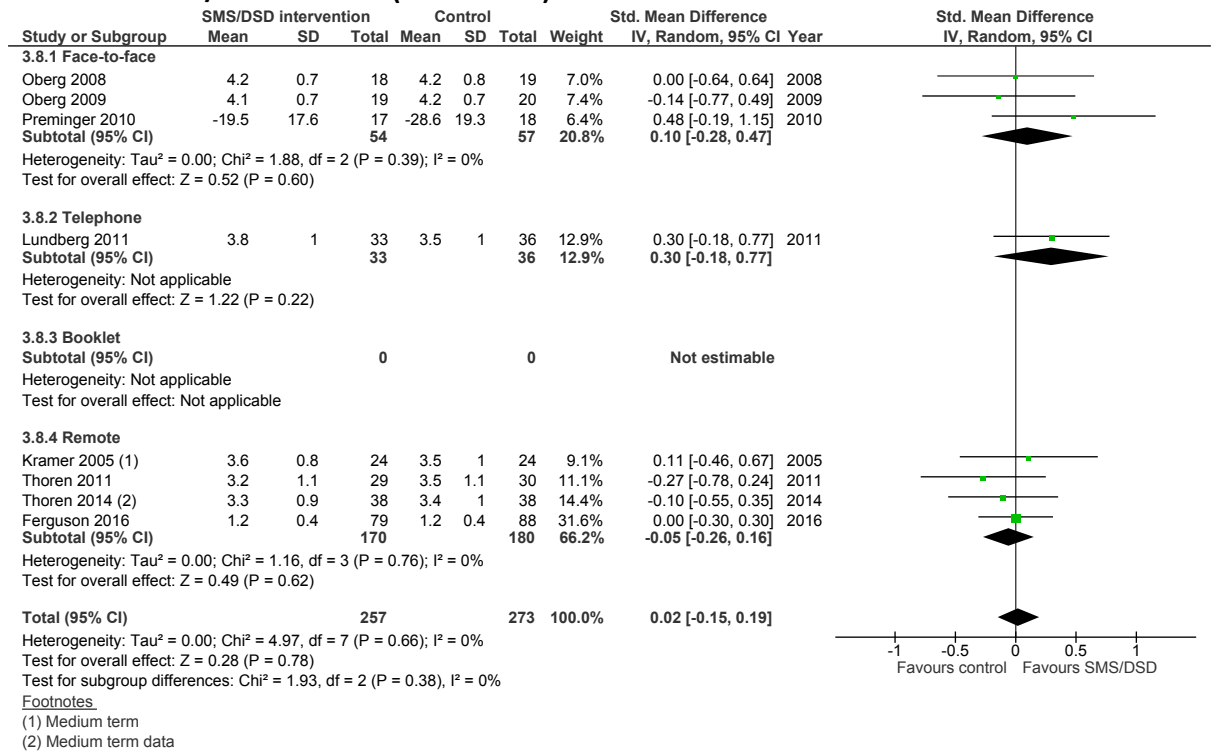 SMS/DSD intervention Control Std. Mean Difference Std. Mean Difference
Study or Subgroup Mean SD Total Mean SD Total Weight IV, Random, 95% CI Year IV, Random, 95% CI
3.8.1 Face-to-face
Oberg 2008 4.2 0.7 18 4.2 0.8 19 7.0% 0.00 [-0.64, 0.64] 2008
Oberg 2009 4.1 0.7 19 4.2 0.7 20 7.4% -0.14 [-0.77, 0.49] 2009
Preminger 2010 -19.5 17.6 17 -28.6 19.3 18 6.4% 0.48 [-0.19, 1.15] 2010
Subtotal (95% CI) 54 57 20.8% 0.10 [-0.28, 0.47]
Heterogeneity: Tau² = 0.00; Chi² = 1.88, df = 2 (P = 0.39); I² = 0%
Test for overall effect: Z = 0.52 (P = 0.60)
3.8.2 Telephone
Lundberg 2011 3.8 1 33 3.5 1 36 12.9% 0.30 [-0.18, 0.77] 2011
Subtotal (95% CI) 33 36 12.9% 0.30 [-0.18, 0.77]
Heterogeneity: Not applicable
Test for overall effect: Z = 1.22 (P = 0.22)
3.8.3 Booklet
Subtotal (95% CI) 0 0 Not estimable
Heterogeneity: Not applicable
Test for overall effect: Not applicable
3.8.4 Remote
Kramer 2005 (1) 3.6 0.8 24 3.5 1 24 9.1% 0.11 [-0.46, 0.67] 2005
Thoren 2011 3.2 1.1 29 3.5 1.1 30 11.1% -0.27 [-0.78, 0.24] 2011
Thoren 2014 (2) 3.3 0.9 38 3.4 1 38 14.4% -0.10 [-0.55, 0.35] 2014
Ferguson 2016 1.2 0.4 79 1.2 0.4 88 31.6% 0.00 [-0.30, 0.30] 2016
Subtotal (95% CI) 170 180 66.2% -0.05 [-0.26, 0.16]
Heterogeneity: Tau² = 0.00; Chi² = 1.16, df = 3 (P = 0.76); I² = 0%
Test for overall effect: Z = 0.49 (P = 0.62)
Total (95% CI) 257 273 100.0% 0.02 [-0.15, 0.19]
Heterogeneity: Tau² = 0.00; Chi² = 4.97, df = 7 (P = 0.66); I² = 0%
Test for overall effect: Z = 0.28 (P = 0.78)
Test for subgroup differences: Chi² = 1.93, df = 2 (P = 0.38), I² = 0%
-1 -0.5 0 0.5 1
Favours control Favours SMS/DSD
Footnotes
(1) Medium term
(2) Medium term data